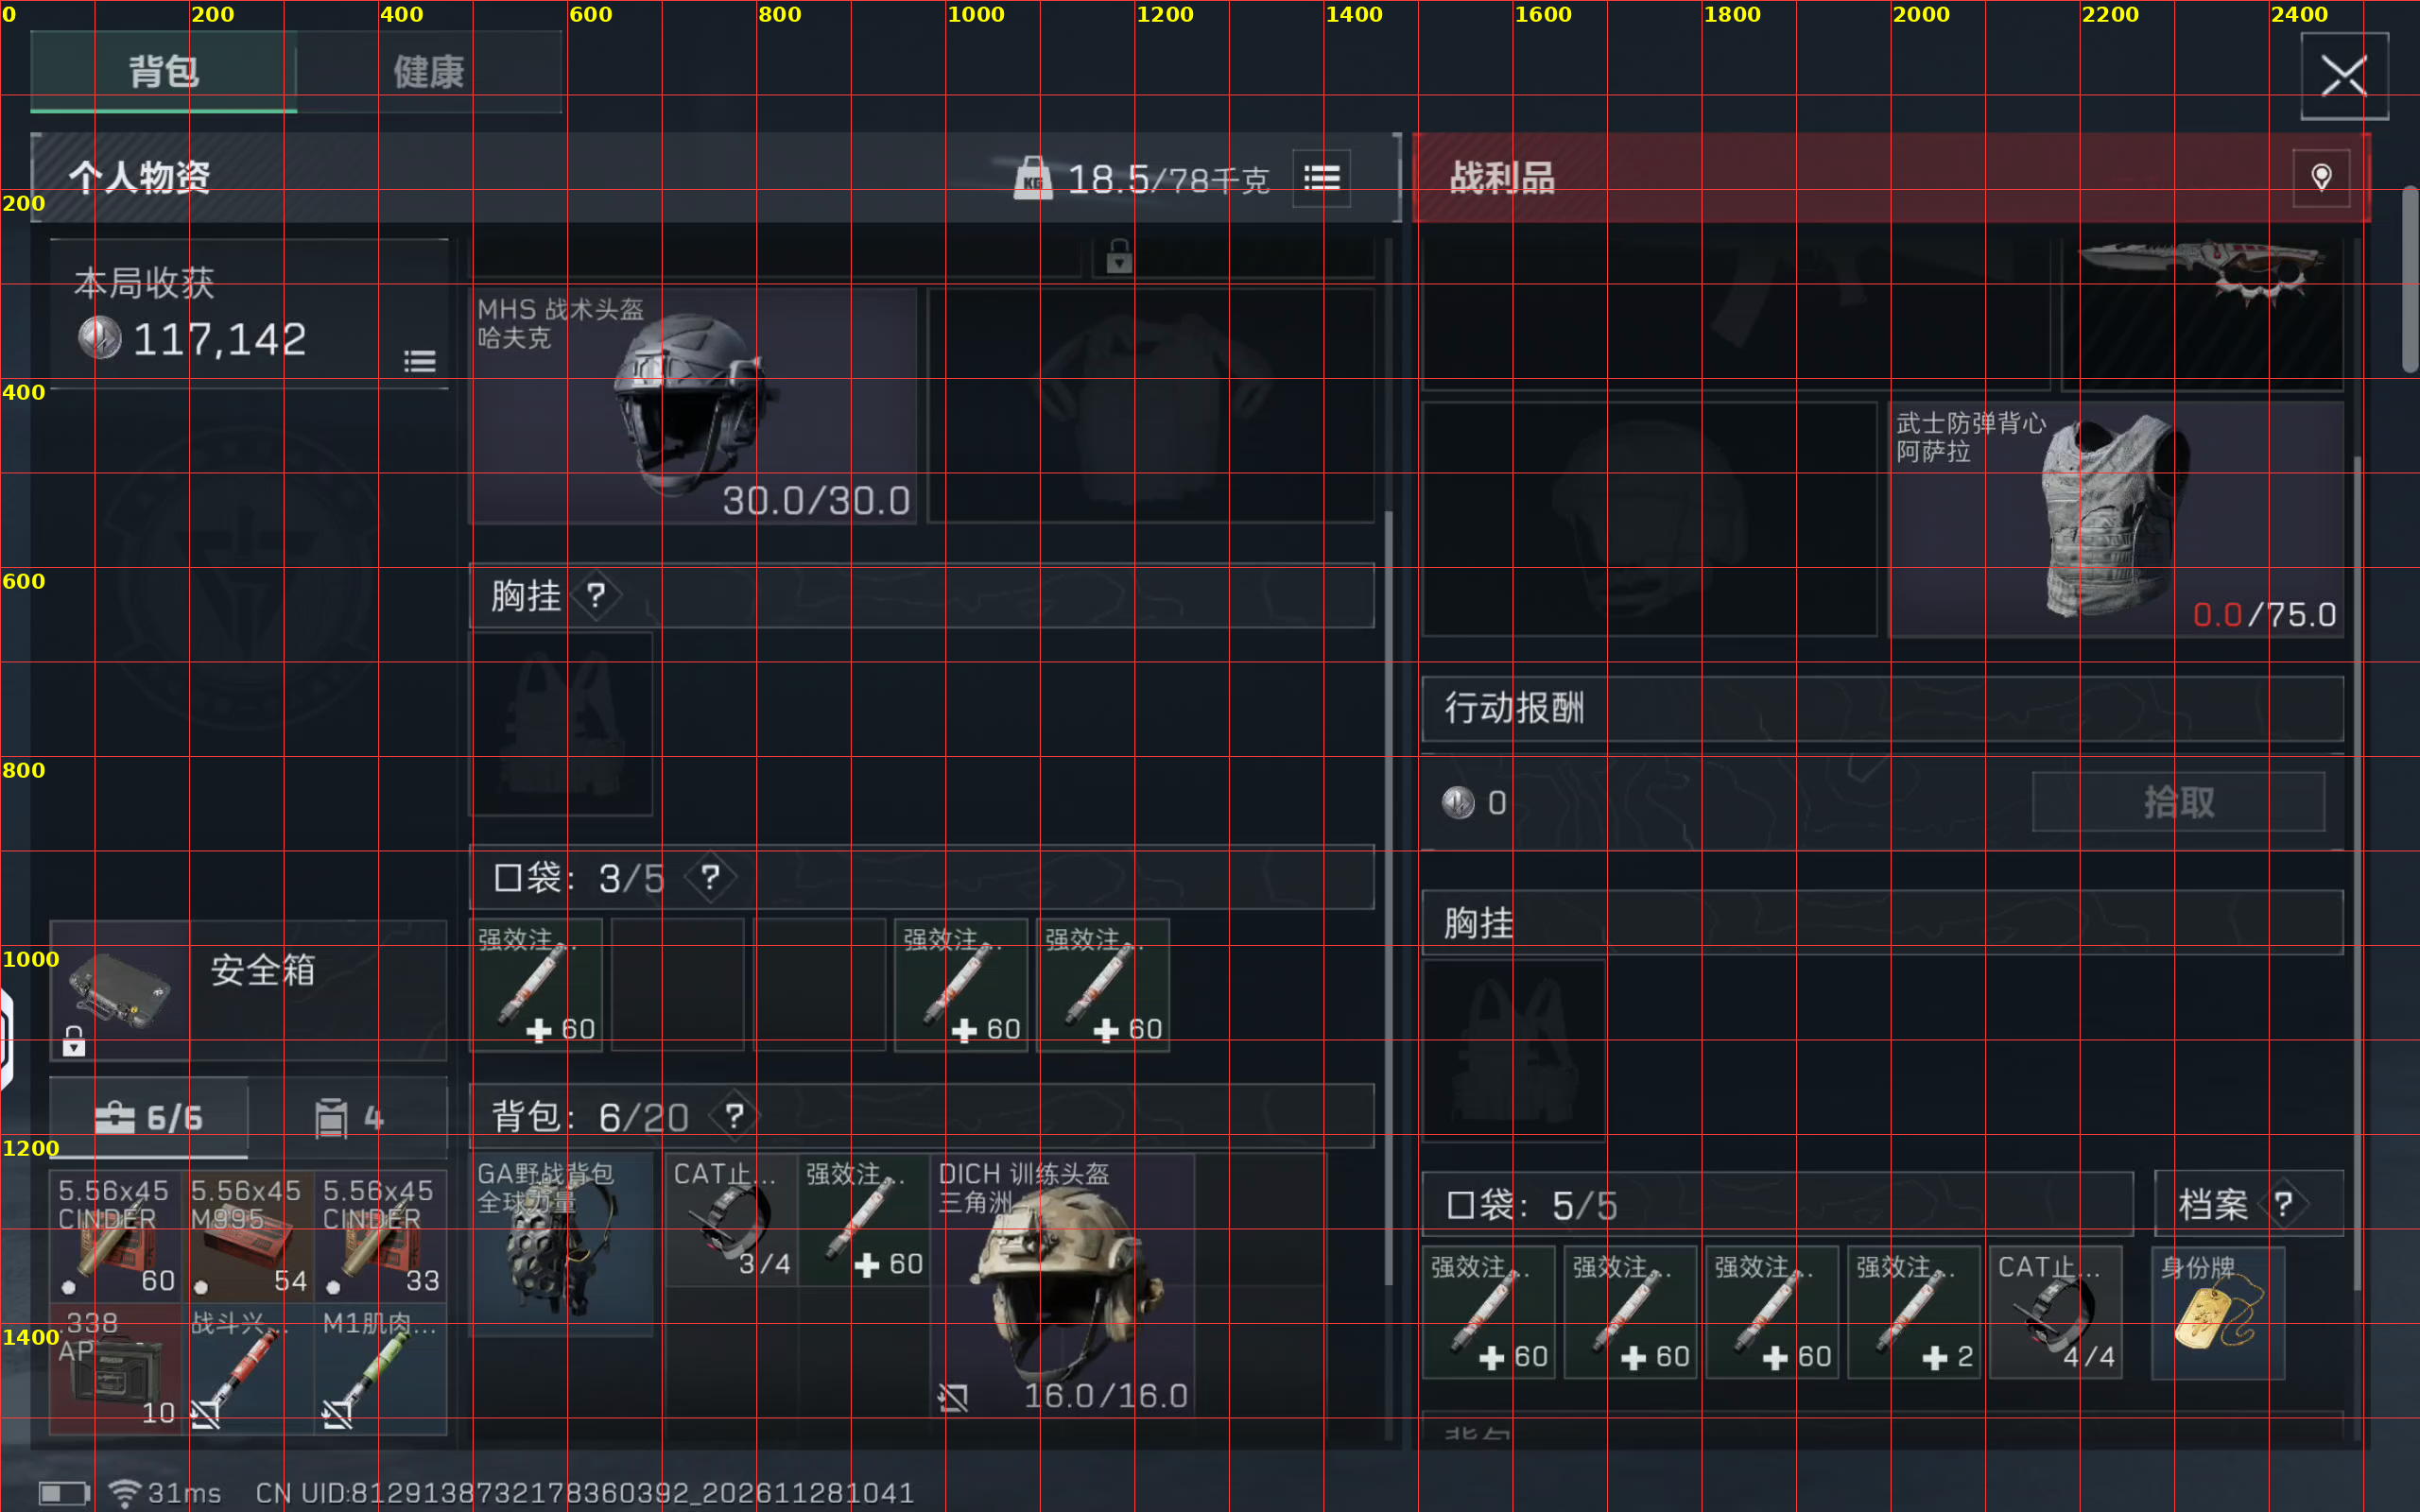 0 200 400 600 800 1000 1200 1400 1600 1800 2000 2200 2400
背包 健康
个人物资 KG 18.5/78千克
战利品
200
本局收获
117,142
MHS 战术头盔
哈夫克
30.0/30.0
400
武士防弹背心
阿萨拉
0.0/75.0
600
胸挂 ?
行动报酬
800
0 拾取
口袋: 3/5 ?
胸挂
强效注...
60
强效注...
60
强效注...
60
1000
安全箱
6/6 4
背包: 6/20 ?
1200
GA野战背包
全球力量
CAT止...
3/4
强效注...
60
DICH 训练头盔
三角洲
16.0/16.0
口袋: 5/5
档案 ?
5.56x45
CINDER
60
5.56x45
M995
54
5.56x45
CINDER
33
强效注...
60
强效注...
60
强效注...
60
强效注...
2
CAT止...
4/4
身份牌
1400
.338
AP
10
战斗兴...
M1肌肉...
背包
31ms CN UID:8129138732178360392_202611281041